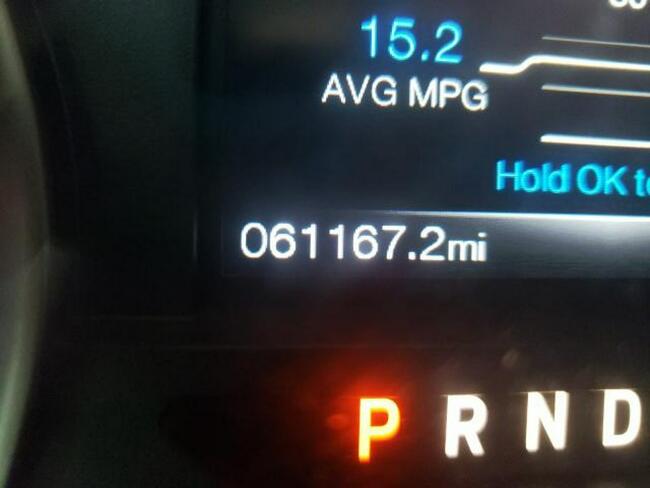 15.2
AVG MPG
Hold OK
061167.2mi
P R N D